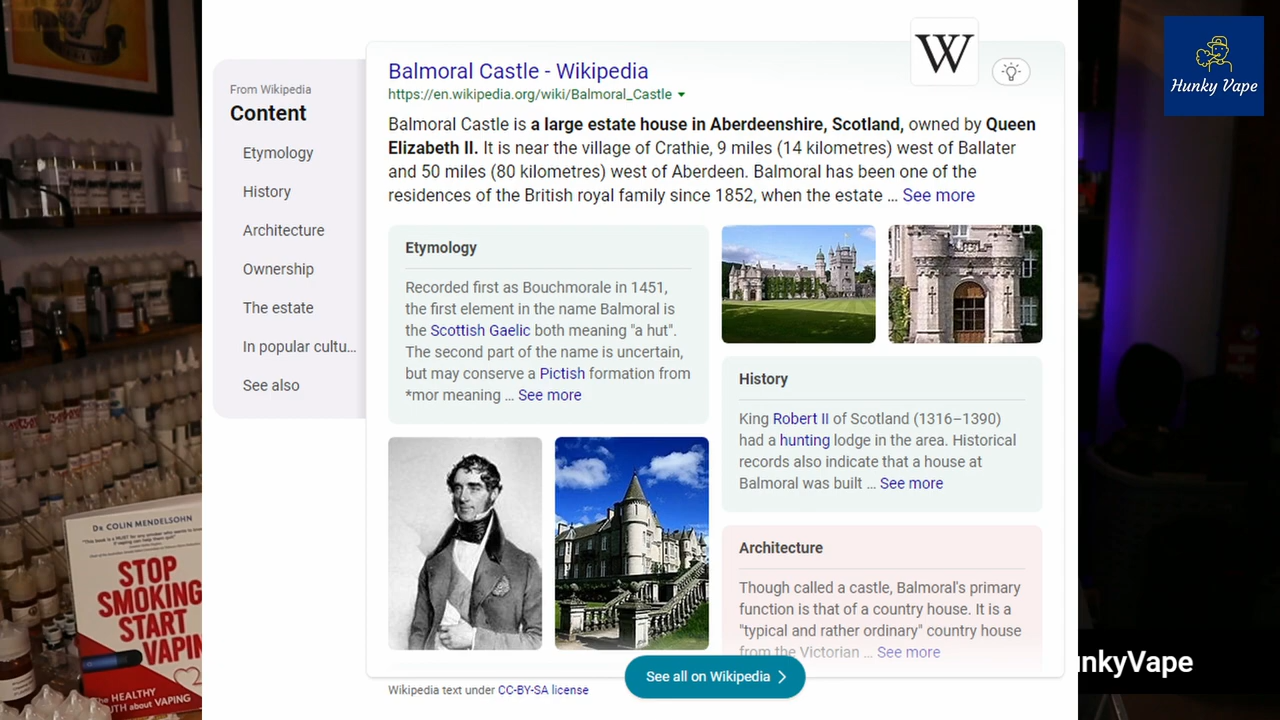 From Wikipedia
Content
Etymology
History
Architecture
Ownership
The estate
In popular cultu...
See also
W
Balmoral Castle - Wikipedia
https://en.wikipedia.org/wiki/Balmoral_Castle
Balmoral Castle is a large estate house in Aberdeenshire, Scotland, owned by Queen
Elizabeth II. It is near the village of Crathie, 9 miles (14 kilometres) west of Ballater
and 50 miles (80 kilometres) west of Aberdeen. Balmoral has been one of the
residences of the British royal family since 1852, when the estate ... See more
Etymology
Recorded first as Bouchmorale in 1451,
the first element in the name Balmoral is
the Scottish Gaelic both meaning "a hut".
The second part of the name is uncertain,
but may conserve a Pictish formation from
*mor meaning ... See more
History
King Robert II of Scotland (1316–1390)
had a hunting lodge in the area. Historical
records also indicate that a house at
Balmoral was built ... See more
Architecture
Though called a castle, Balmoral's primary
function is that of a country house. It is a
"typical and rather ordinary" country house
from the Victorian ... See more
See all on Wikipedia
Wikipedia text under CC-BY-SA license
Hunky Vape
unkyVape
DR COLIN MENDELSOHN
STOP
SMOKING
START
VAPIN
The HEALTHY
TH about VAPING